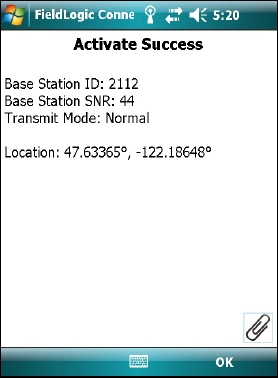 FieldLogic Conne 5:20
Activate Success
Base Station ID: 2112
Base Station SNR: 44
Transmit Mode: Normal
Location: 47.63365°, -122.18648°
OK